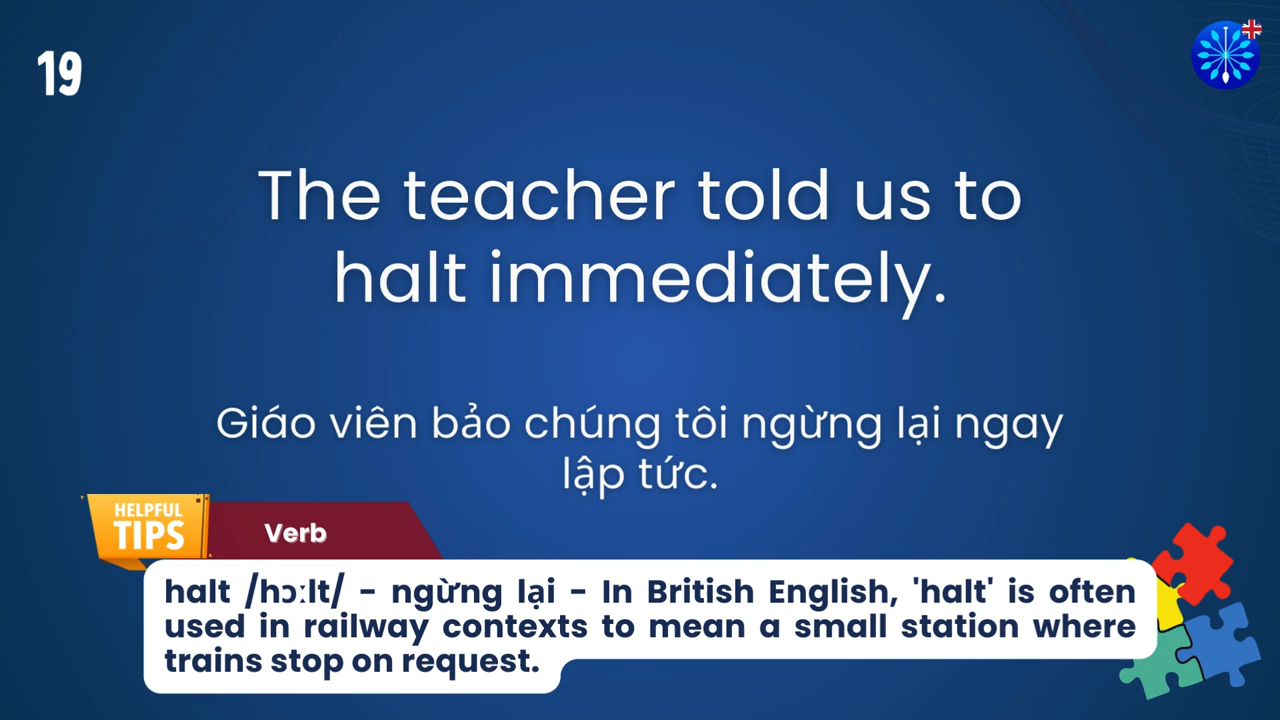 19
The teacher told us to
halt immediately.
Giáo viên bảo chúng tôi ngừng lại ngay
lập tức.
HELPFUL
TIPS
Verb
halt /hɔːlt/ - ngừng lại - In British English, 'halt' is often
used in railway contexts to mean a small station where
trains stop on request.